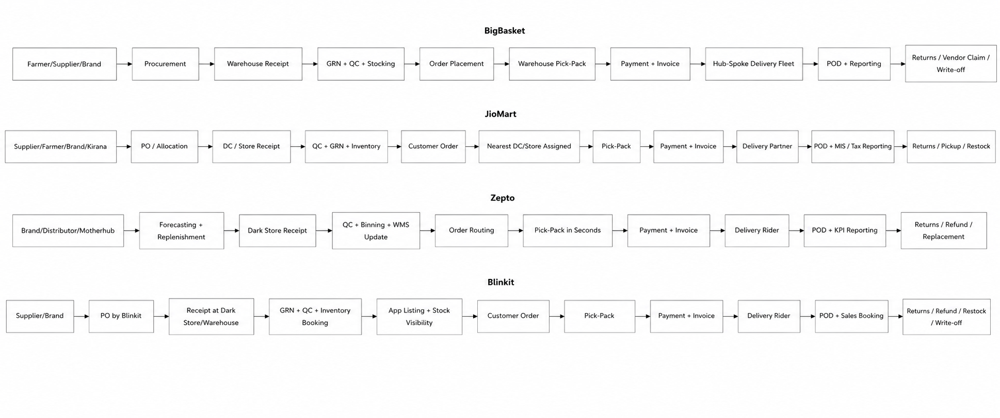 BigBasket
Farmer/Supplier/Brand
Procurement
Warehouse Receipt
GRN + QC + Stocking
Order Placement
Warehouse Pick-Pack
Payment + Invoice
Hub-Spoke Delivery Fleet
POD + Reporting
Returns / Vendor Claim /
Write-off
JioMart
Supplier/Farmer/Brand/Kirana
PO / Allocation
DC / Store Receipt
QC + GRN + Inventory
Customer Order
Nearest DC/Store Assigned
Pick-Pack
Payment + Invoice
Delivery Partner
POD + MIS / Tax Reporting
Returns / Pickup / Restock
Zepto
Brand/Distributor/Motherhub
Forecasting +
Replenishment
Dark Store Receipt
QC + Binning + WMS
Update
Order Routing
Pick-Pack in Seconds
Payment + Invoice
Delivery Rider
POD + KPI Reporting
Returns / Refund /
Replacement
Blinkit
Supplier/Brand
PO by Blinkit
Receipt at Dark
Store/Warehouse
GRN + QC + Inventory
Booking
App Listing + Stock
Visibility
Customer Order
Pick-Pack
Payment + Invoice
Delivery Rider
POD + Sales Booking
Returns / Refund / Restock
/ Write-off